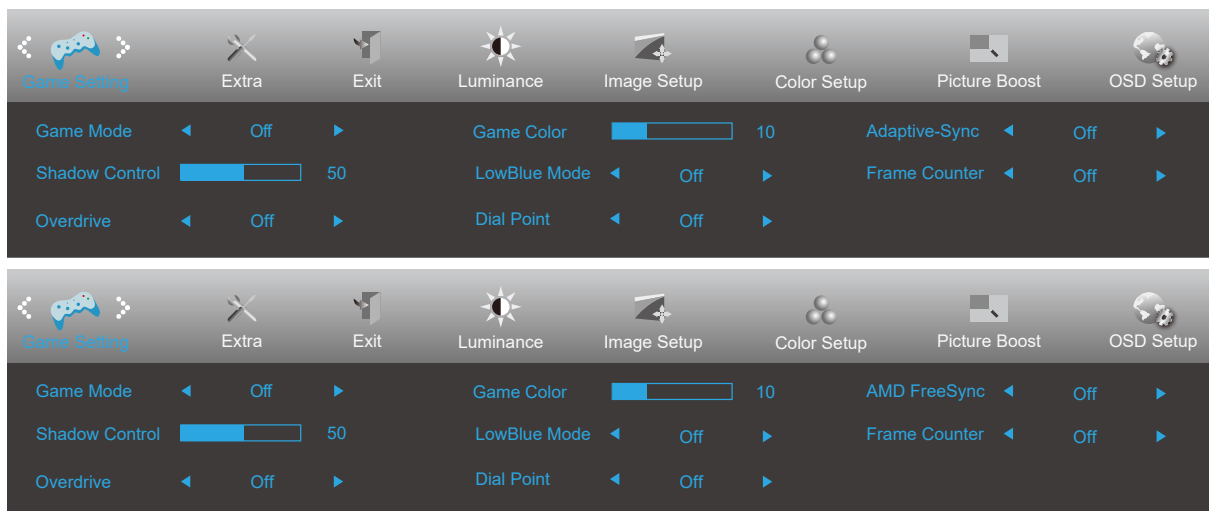 Game Setting Extra Exit Luminance Image Setup Color Setup Picture Boost OSD Setup
Game Mode Off Game Color 10 Adaptive-Sync Off
Shadow Control 50 LowBlue Mode Off Frame Counter Off
Overdrive Off Dial Point Off
Game Setting Extra Exit Luminance Image Setup Color Setup Picture Boost OSD Setup
Game Mode Off Game Color 10 AMD FreeSync Off
Shadow Control 50 LowBlue Mode Off Frame Counter Off
Overdrive Off Dial Point Off